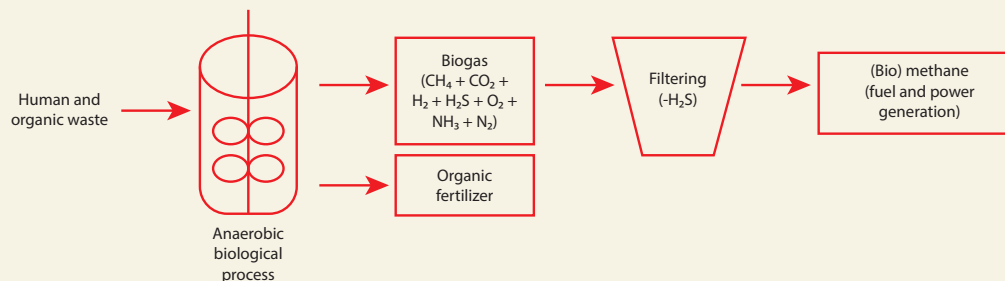 Human and
organic waste
Anaerobic
biological
process
Biogas
(CH₄ + CO₂ +
H₂ + H₂S + O₂ +
NH₃ + N₂)
Organic
fertilizer
Filtering
(-H₂S)
(Bio) methane
(fuel and power
generation)